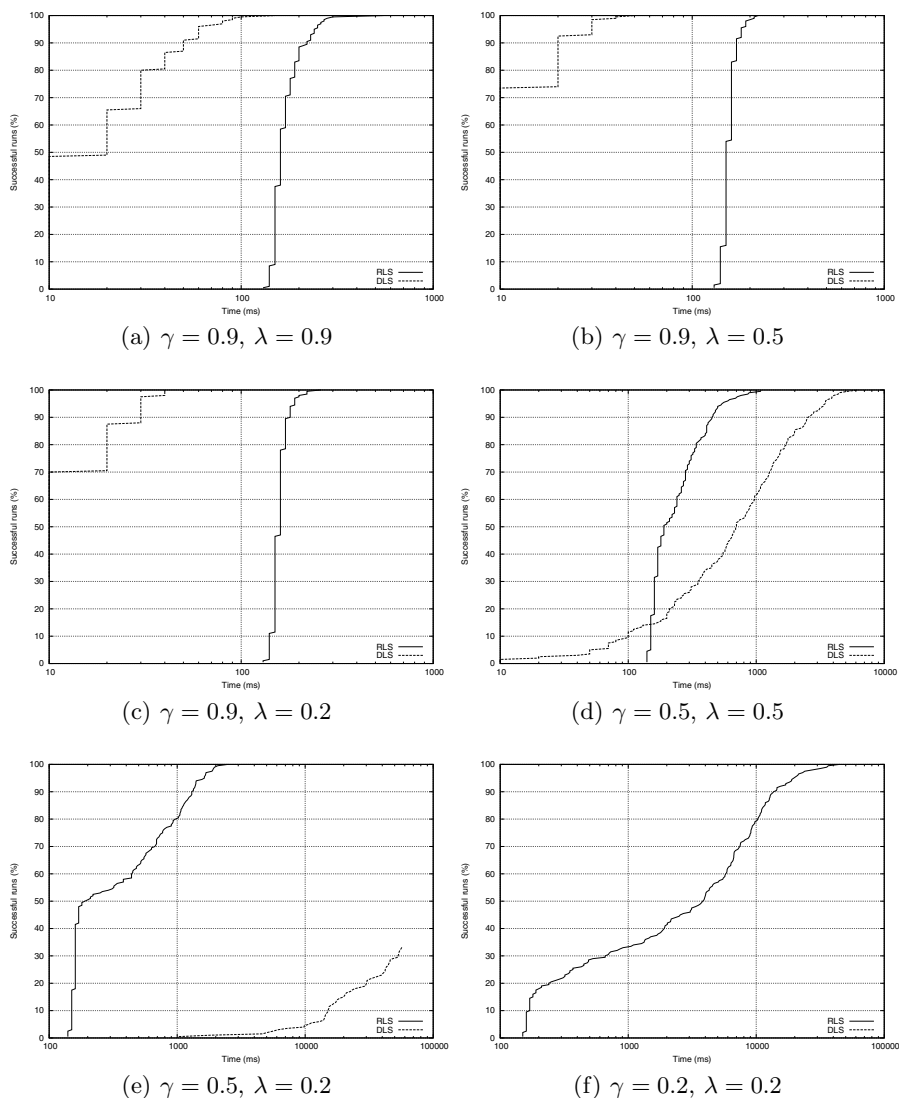 100
90
80
70
60
50
40
30
20
10
0
Successful runs (%)
RLS
DLS
10 100 1000
Time (ms)
(a) γ = 0.9, λ = 0.9
100
90
80
70
60
50
40
30
20
10
0
Successful runs (%)
RLS
DLS
10 100 1000
Time (ms)
(b) γ = 0.9, λ = 0.5
100
90
80
70
60
50
40
30
20
10
0
Successful runs (%)
RLS
DLS
10 100 1000
Time (ms)
(c) γ = 0.9, λ = 0.2
100
90
80
70
60
50
40
30
20
10
0
Successful runs (%)
RLS
DLS
10 100 1000 10000
Time (ms)
(d) γ = 0.5, λ = 0.5
100
90
80
70
60
50
40
30
20
10
0
Successful runs (%)
RLS
DLS
100 1000 10000 100000
Time (ms)
(e) γ = 0.5, λ = 0.2
100
90
80
70
60
50
40
30
20
10
0
Successful runs (%)
RLS
DLS
100 1000 10000 100000
Time (ms)
(f) γ = 0.2, λ = 0.2